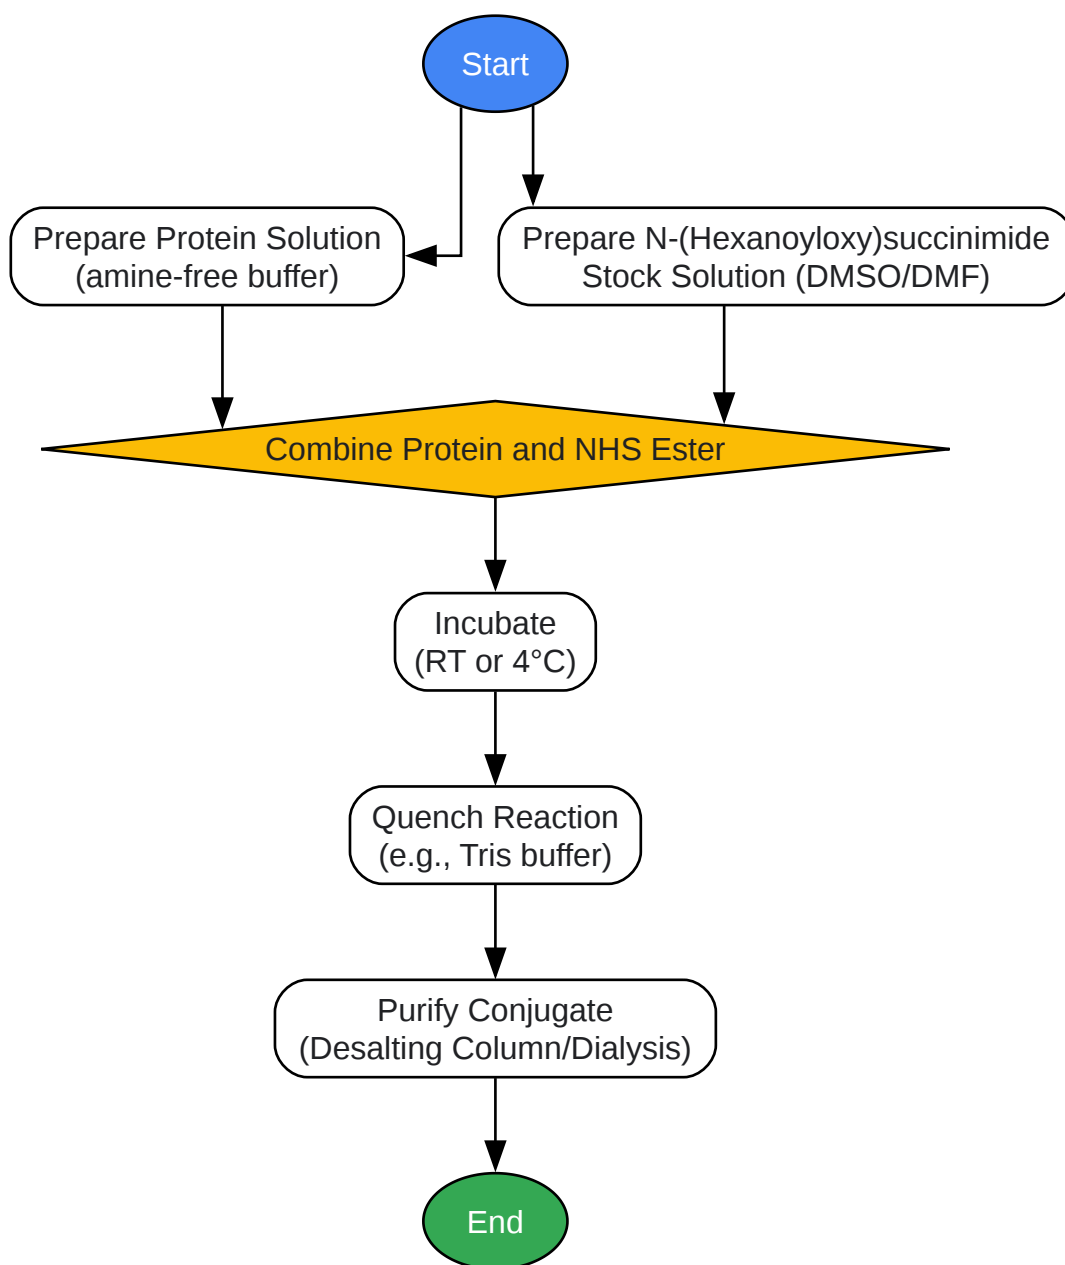 Start
Prepare Protein Solution
(amine-free buffer)
Prepare N-(Hexanoyloxy)succinimide
Stock Solution (DMSO/DMF)
Combine Protein and NHS Ester
Incubate
(RT or 4°C)
Quench Reaction
(e.g., Tris buffer)
Purify Conjugate
(Desalting Column/Dialysis)
End